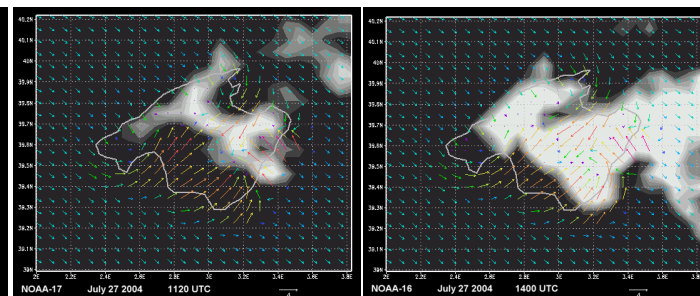 40.2N
40.1N
40N
39.9N
39.8N
39.7N
39.6N
39.5N
39.4N
39.3N
39.2N
39.1N
39N
2E 2.2E 2.4E 2.6E 2.8E 3E 3.2E 3.4E 3.6E 3.8E
NOAA-17 July 27 2004 1120 UTC
40.2N
40.1N
40N
39.9N
39.8N
39.7N
39.6N
39.5N
39.4N
39.3N
39.2N
39.1N
39N
2E 2.2E 2.4E 2.6E 2.8E 3E 3.2E 3.4E 3.6E 3.8E
NOAA-16 July 27 2004 1400 UTC